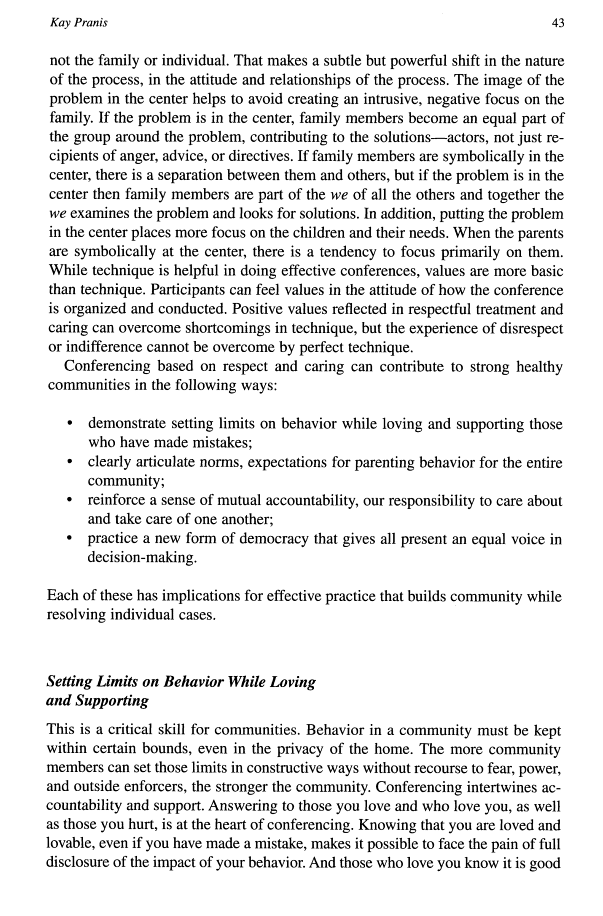 Kay Pranis 43
not the family or individual. That makes a subtle but powerful shift in the nature
of the process, in the attitude and relationships of the process. The image of the
problem in the center helps to avoid creating an intrusive, negative focus on the
family. If the problem is in the center, family members become an equal part of
the group around the problem, contributing to the solutions—actors, not just re-
cipients of anger, advice, or directives. If family members are symbolically in the
center, there is a separation between them and others, but if the problem is in the
center then family members are part of the we of all the others and together the
we examines the problem and looks for solutions. In addition, putting the problem
in the center places more focus on the children and their needs. When the parents
are symbolically at the center, there is a tendency to focus primarily on them.
While technique is helpful in doing effective conferences, values are more basic
than technique. Participants can feel values in the attitude of how the conference
is organized and conducted. Positive values reflected in respectful treatment and
caring can overcome shortcomings in technique, but the experience of disrespect
or indifference cannot be overcome by perfect technique.
Conferencing based on respect and caring can contribute to strong healthy
communities in the following ways:
• demonstrate setting limits on behavior while loving and supporting those
who have made mistakes;
• clearly articulate norms, expectations for parenting behavior for the entire
community;
• reinforce a sense of mutual accountability, our responsibility to care about
and take care of one another;
• practice a new form of democracy that gives all present an equal voice in
decision-making.
Each of these has implications for effective practice that builds community while
resolving individual cases.
Setting Limits on Behavior While Loving
and Supporting
This is a critical skill for communities. Behavior in a community must be kept
within certain bounds, even in the privacy of the home. The more community
members can set those limits in constructive ways without recourse to fear, power,
and outside enforcers, the stronger the community. Conferencing intertwines ac-
countability and support. Answering to those you love and who love you, as well
as those you hurt, is at the heart of conferencing. Knowing that you are loved and
lovable, even if you have made a mistake, makes it possible to face the pain of full
disclosure of the impact of your behavior. And those who love you know it is good